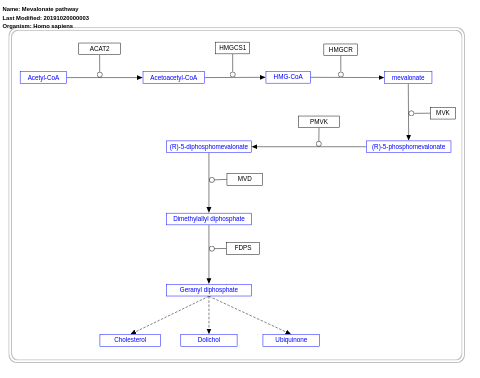 Name: Mevalonate pathway
Last Modified: 20191020000003
Organism: Homo sapiens
ACAT2
HMGCS1
HMGCR
Acetyl-CoA
Acetoacetyl-CoA
HMG-CoA
mevalonate
MVK
PMVK
(R)-5-diphosphomevalonate
(R)-5-phosphomevalonate
MVD
Dimethylallyl diphosphate
FDPS
Geranyl diphosphate
Cholesterol
Dolichol
Ubiquinone